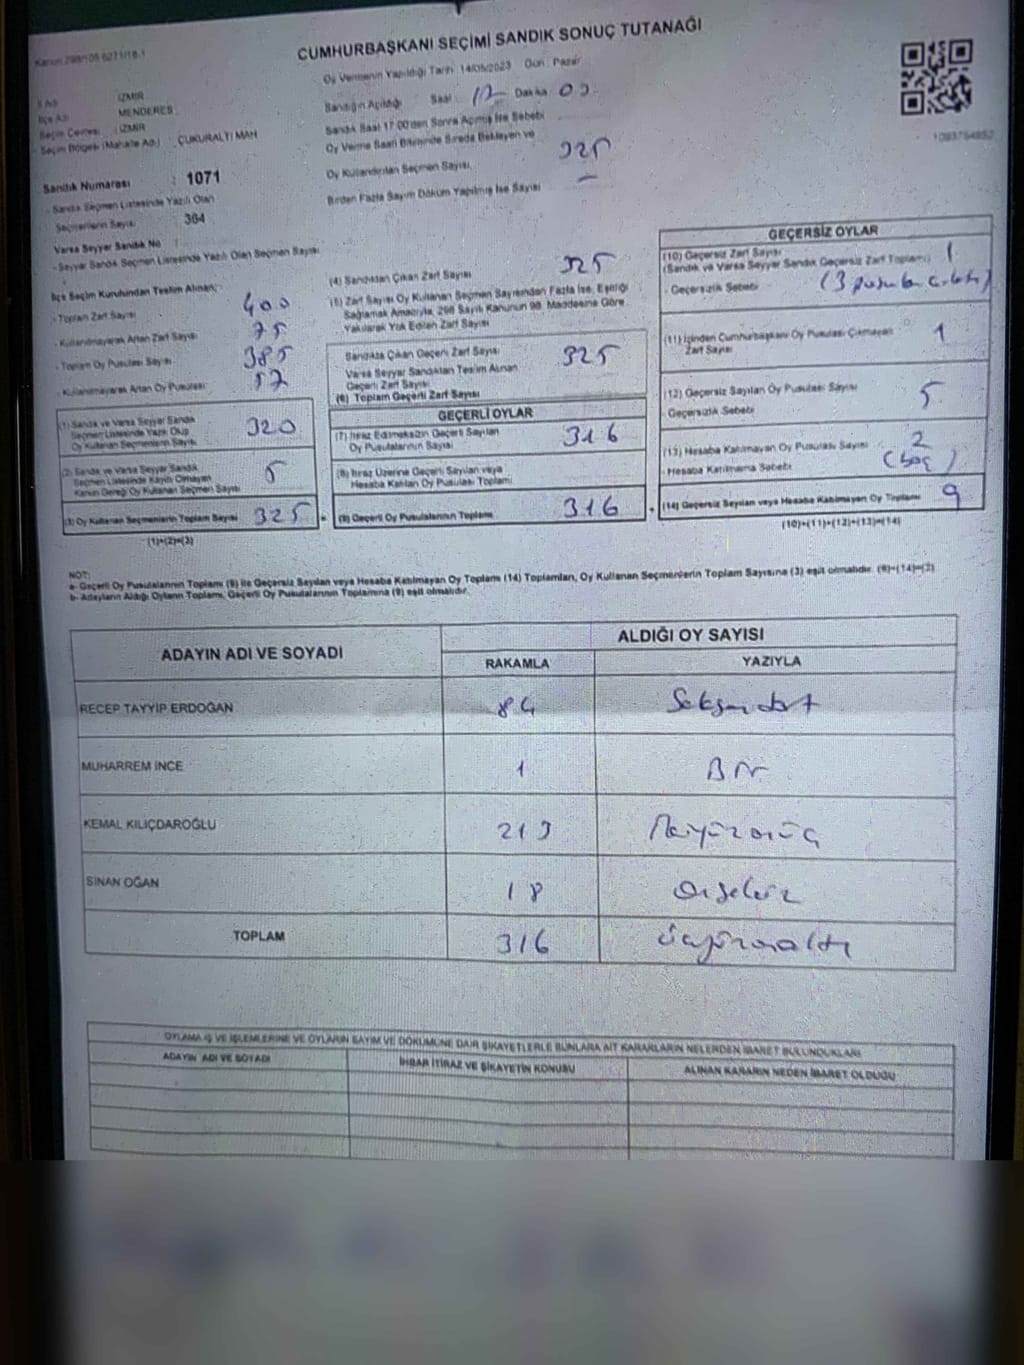 Kanun 298/105 6271/18.1
CUMHURBAŞKANI SEÇİMİ SANDIK SONUÇ TUTANAĞI
Oy Vermenin Yapıldığı Tarih: 14/05/2023 Gün: Pazar
İl Adı : İZMİR
İlçe Adı : MENDERES
Seçim Çevresi : İZMİR
Seçim Bölgesi (Mahalle Adı) : ÇUKURALTI MAH
Sandığın Açıldığı Saat: 17 Dakika: 00
Sandık Saat 17:00'den Sonra Açılmış İse Sebebi
Oy Verme Saati Bitiminde Sırada Bekleyen ve
Oy Kullandırılan Seçmen Sayısı, 325
Birden Fazla Sayım Döküm Yapılmış İse Sayısı —
Sandık Numarası : 1071
- Sandık Seçmen Listesinde Yazılı Olan
Seçmenlerin Sayısı 364
Varsa Seyyar Sandık No :
- Seyyar Sandık Seçmen Listesinde Yazılı Olan Seçmen Sayısı
İlçe Seçim Kurulundan Teslim Alınan;
- Toplam Zarf Sayısı 400
- Kullanılmayarak Artan Zarf Sayısı 75
- Toplam Oy Pusulası Sayısı 385
- Kullanılmayarak Artan Oy Pusulası 57
(1) Sandık ve Varsa Seyyar Sandık
Seçmen Listesinde Yazılı Olup
Oy Kullanan Seçmenlerin Sayısı 320
(2) Sandık ve Varsa Seyyar Sandık
Seçmen Listesinde Kayıtlı Olmayan
Kanun Gereği Oy Kullanan Seçmen Sayısı 5
(3) Oy Kullanan Seçmenlerin Toplam Sayısı 325
(1)+(2)=(3)
(4) Sandıktan Çıkan Zarf Sayısı 325
(5) Zarf Sayısı Oy Kullanan Seçmen Sayısından Fazla İse, Eşitliği
Sağlamak Amacıyla, 298 Sayılı Kanunun 98. Maddesine Göre
Yakılarak Yok Edilen Zarf Sayısı
Sandıkta Çıkan Geçerli Zarf Sayısı 325
Varsa Seyyar Sandıktan Teslim Alınan
Geçerli Zarf Sayısı
(6) Toplam Geçerli Zarf Sayısı
GEÇERLİ OYLAR
(7) İtiraz Edilmeksizin Geçerli Sayılan
Oy Pusulalarının Sayısı 316
(8) İtiraz Üzerine Geçerli Sayılan veya
Hesaba Katılan Oy Pusulası Toplamı
(9) Geçerli Oy Pusulalarının Toplamı 316
GEÇERSİZ OYLAR
(10) Geçersiz Zarf Sayısı 1
(Sandık ve Varsa Seyyar Sandık Geçersiz Zarf Toplamı)
- Geçersizlik Sebebi (3 pusula
(11) İçinden Cumhurbaşkanı Oy Pusulası Çıkmayan
Zarf Sayısı 1
(12) Geçersiz Sayılan Oy Pusulası Sayısı 5
- Geçersizlik Sebebi
(13) Hesaba Katılmayan Oy Pusulası Sayısı 2
- Hesaba Katılmama Sebebi (boş)
(14) Geçersiz Sayılan veya Hesaba Katılmayan Oy Toplamı 9
(10)+(11)+(12)+(13)=(14)
NOT:
a- Geçerli Oy Pusulalarının Toplamı (9) ile Geçersiz Sayılan veya Hesaba Katılmayan Oy Toplamı (14) Toplamları, Oy Kullanan Seçmenlerin Toplam Sayısına (3) eşit olmalıdır. (9)+(14)=(3)
b- Adayların Aldığı Oyların Toplamı, Geçerli Oy Pusulalarının Toplamına (9) eşit olmalıdır.
ADAYIN ADI VE SOYADI
ALDIĞI OY SAYISI
RAKAMLA YAZIYLA
RECEP TAYYİP ERDOĞAN 84 Seksendört
MUHARREM İNCE 1 Bir
KEMAL KILIÇDAROĞLU 213 İkiyüzonüç
SİNAN OĞAN 18 Onsekiz
TOPLAM 316 üçyüzonaltı
OYLAMA İŞ VE İŞLEMLERİNE VE OYLARIN SAYIM VE DÖKÜMÜNE DAİR ŞİKAYETLERLE BUNLARA AİT KARARLARIN NELERDEN İBARET BULUNDUKLARI
ADAYIN ADI VE SOYADI
İHBAR İTİRAZ VE ŞİKAYETİN KONUSU
ALINAN KARARIN NEDEN İBARET OLDUĞU